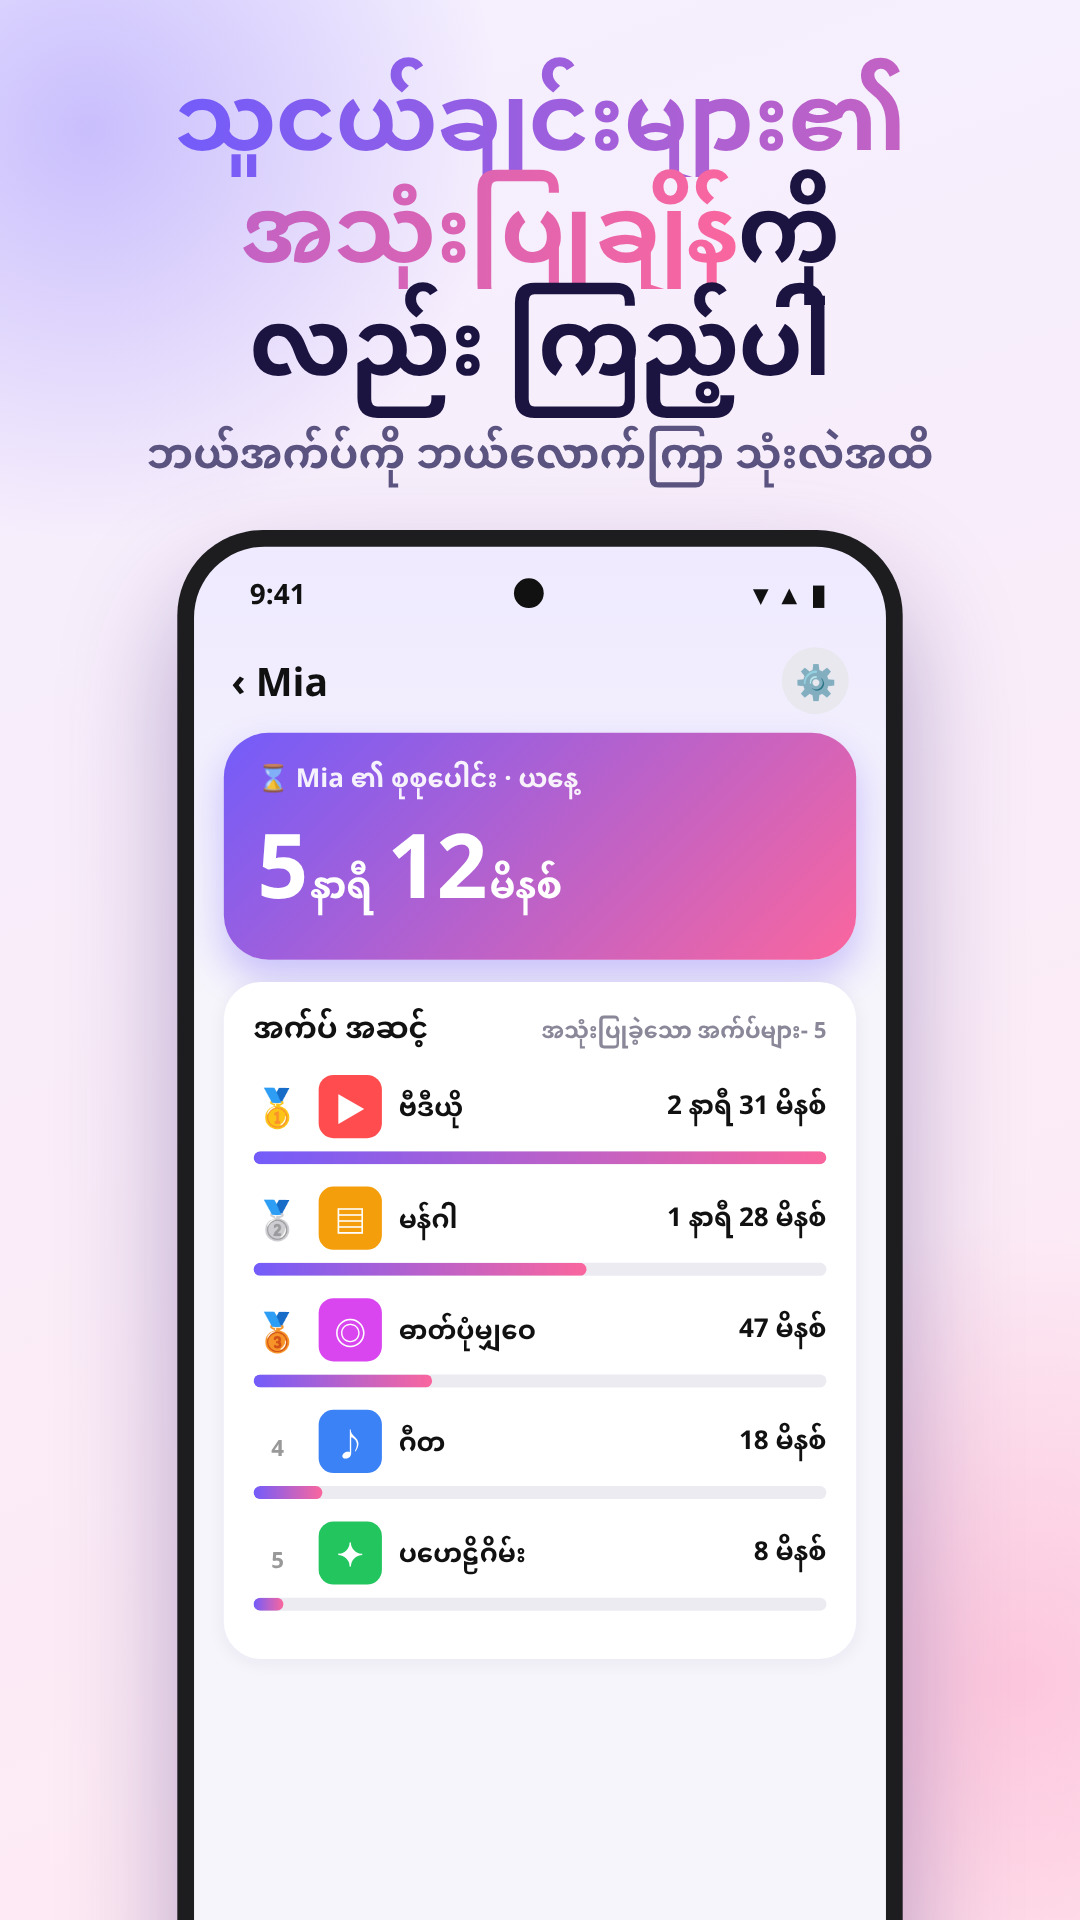 သူငယ်ချင်းများ၏
အသုံးပြုချိန်ကို
လည်း ကြည့်ပါ
ဘယ်အက်ပ်ကို ဘယ်လောက်ကြာ သုံးလဲအထိ
9:41
‹ Mia
⌛ Mia ၏ စုစုပေါင်း · ယနေ့
5နာရီ 12မိနစ်
အက်ပ် အဆင့် အသုံးပြုခဲ့သော အက်ပ်များ- 5
🥇 ဗီဒီယို 2 နာရီ 31 မိနစ်
🥈 မန်ဂါ 1 နာရီ 28 မိနစ်
🥉 ဓာတ်ပုံမျှဝေ 47 မိနစ်
4 ဂီတ 18 မိနစ်
5 ပဟေဠိဂိမ်း 8 မိနစ်